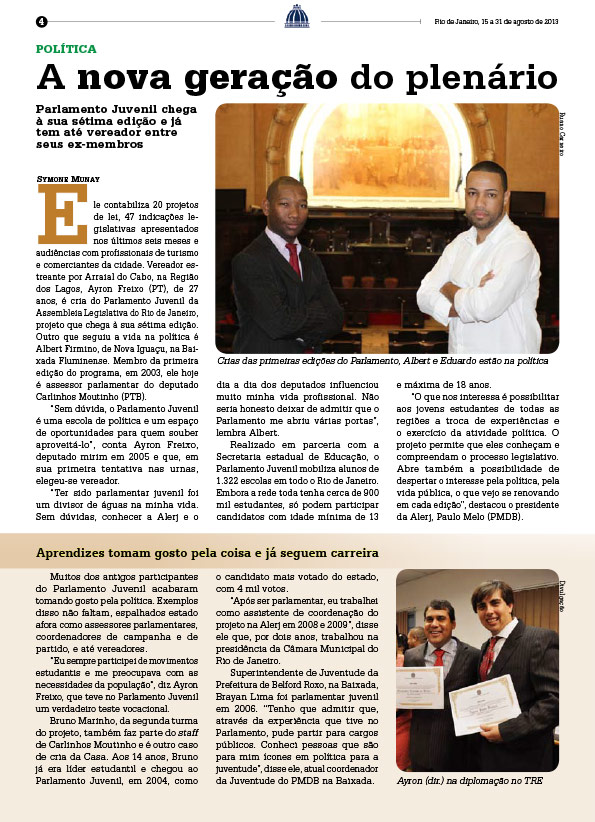 4
Rio de Janeiro, 15 a 31 de agosto de 2013
POLÍTICA
A nova geração do plenário
Parlamento Juvenil chega
à sua sétima edição e já
tem até vereador entre
seus ex-membros
Symone Munay
Ele contabiliza 20 projetos
de lei, 47 indicações le-
gislativas apresentados
nos últimos seis meses e
audiências com profissionais de turismo
e comerciantes da cidade. Vereador es-
treante por Arraial do Cabo, na Região
dos Lagos, Ayron Freixo (PT), de 27
anos, é cria do Parlamento Juvenil da
Assembleia Legislativa do Rio de Janeiro,
projeto que chega à sua sétima edição.
Outro que seguiu a vida na política é
Albert Firmino, de Nova Iguaçu, na Bai-
xada Fluminense. Membro da primeira
edição do programa, em 2003, ele hoje
é assessor parlamentar do deputado
Carlinhos Moutinho (PTB).
"Sem dúvida, o Parlamento Juvenil
é uma escola de política e um espaço
de oportunidades para quem souber
aproveitá-lo", conta Ayron Freixo,
deputado mirim em 2005 e que, em
sua primeira tentativa nas urnas,
elegeu-se vereador.
"Ter sido parlamentar juvenil foi
um divisor de águas na minha vida.
Sem dúvidas, conhecer a Alerj e o
Ruano Carneiro
Crias das primeiras edições do Parlamento, Albert e Eduardo estão na política
dia a dia dos deputados influenciou
muito minha vida profissional. Não
seria honesto deixar de admitir que o
Parlamento me abriu várias portas",
lembra Albert.
Realizado em parceria com a
Secretaria estadual de Educação, o
Parlamento Juvenil mobiliza alunos de
1.322 escolas em todo o Rio de Janeiro.
Embora a rede toda tenha cerca de 900
mil estudantes, só podem participar
candidatos com idade mínima de 13
e máxima de 18 anos.
"O que nos interessa é possibilitar
aos jovens estudantes de todas as
regiões a troca de experiências e
o exercício da atividade política. O
projeto permite que eles conheçam e
compreendam o processo legislativo.
Abre também a possibilidade de
despertar o interesse pela política, pela
vida pública, o que vejo se renovando
em cada edição", destacou o presidente
da Alerj, Paulo Melo (PMDB).
Aprendizes tomam gosto pela coisa e já seguem carreira
Muitos dos antigos participantes
do Parlamento Juvenil acabaram
tomando gosto pela política. Exemplos
disso não faltam, espalhados estado
afora como assessores parlamentares,
coordenadores de campanha e de
partido, e até vereadores.
"Eu sempre participei de movimentos
estudantis e me preocupava com as
necessidades da população", diz Ayron
Freixo, que teve no Parlamento Juvenil
um verdadeiro teste vocacional.
Bruno Marinho, da segunda turma
do projeto, também faz parte do staff
de Carlinhos Moutinho e é outro caso
de cria da Casa. Aos 14 anos, Bruno
já era líder estudantil e chegou ao
Parlamento Juvenil, em 2004, como
o candidato mais votado do estado,
com 4 mil votos.
"Após ser parlamentar, eu trabalhei
como assistente de coordenação do
projeto na Alerj em 2008 e 2009", disse
ele que, por dois anos, trabalhou na
presidência da Câmara Municipal do
Rio de Janeiro.
Superintendente de Juventude da
Prefeitura de Belford Roxo, na Baixada,
Brayan Lima foi parlamentar juvenil
em 2006. "Tenho que admitir que,
através da experiência que tive no
Parlamento, pude partir para cargos
públicos. Conheci pessoas que são
para mim ícones em política para a
juventude", disse ele, atual coordenador
da Juventude do PMDB na Baixada.
Divulgação
Ayron (dir.) na diplomação no TRE